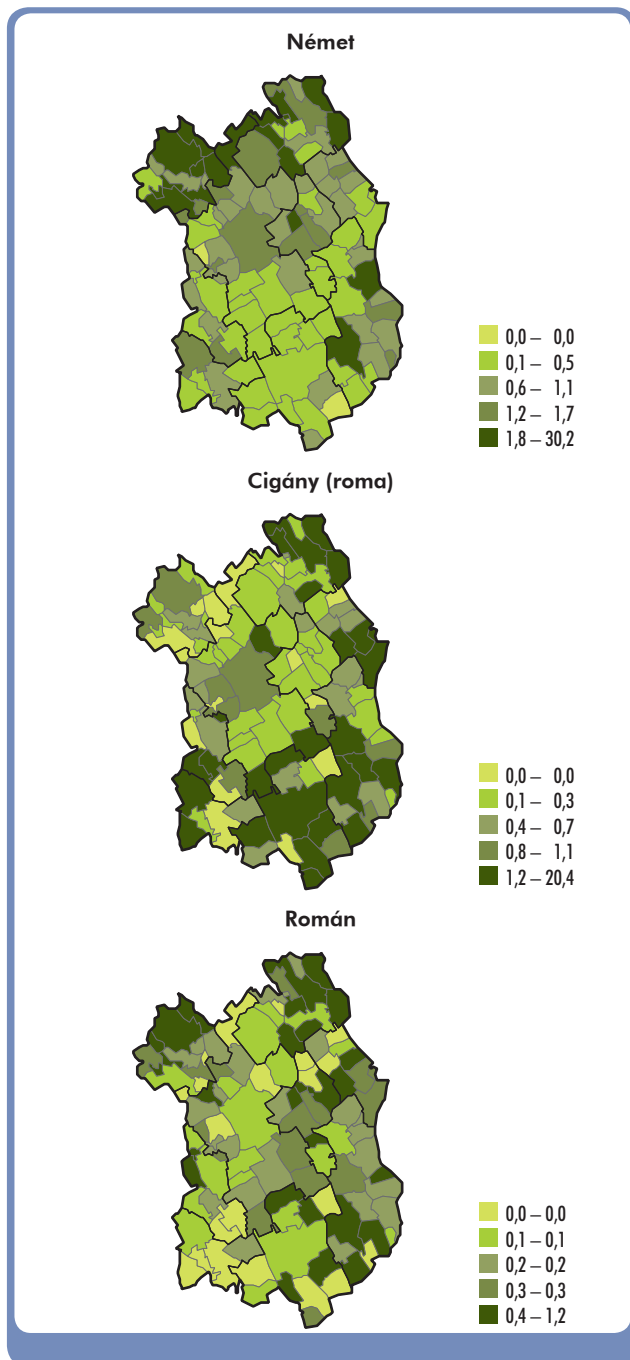 Német
0,0 – 0,0
0,1 – 0,5
0,6 – 1,1
1,2 – 1,7
1,8 – 30,2
Cigány (roma)
0,0 – 0,0
0,1 – 0,3
0,4 – 0,7
0,8 – 1,1
1,2 – 20,4
Román
0,0 – 0,0
0,1 – 0,1
0,2 – 0,2
0,3 – 0,3
0,4 – 1,2